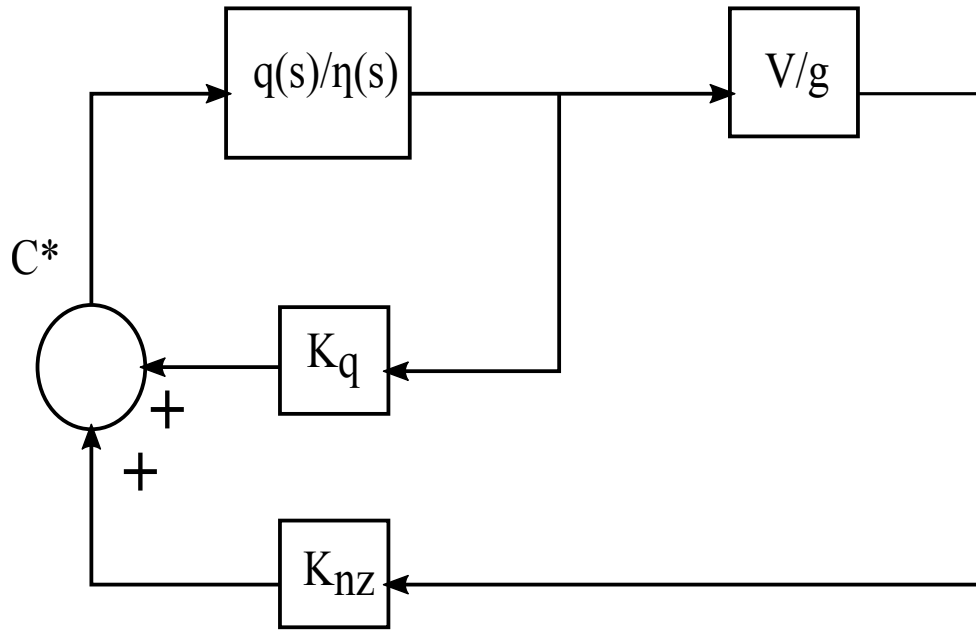 q(s)/η(s)
V/g
C*
Kq
+
+
Knz